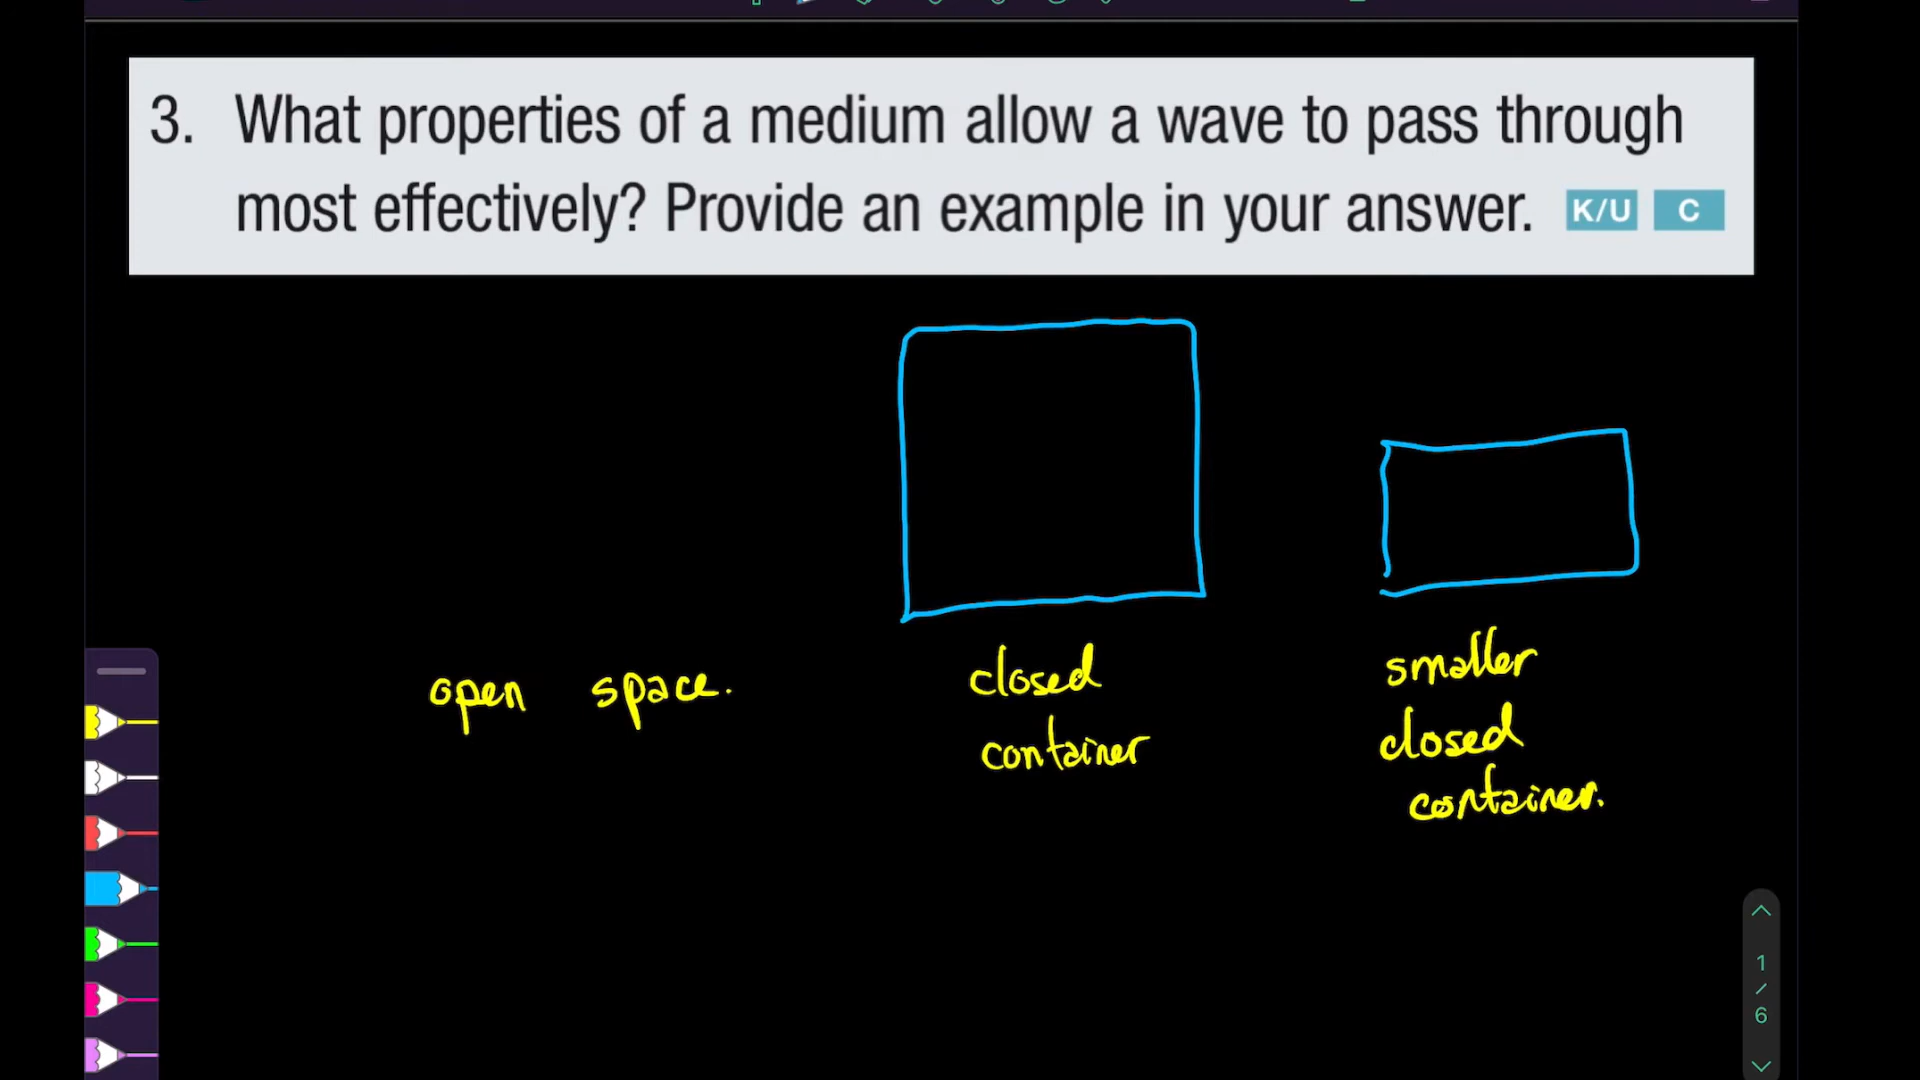 3. What properties of a medium allow a wave to pass through
most effectively? Provide an example in your answer. K/U C
open space.
closed
container
smaller
closed
container.
1
/
6